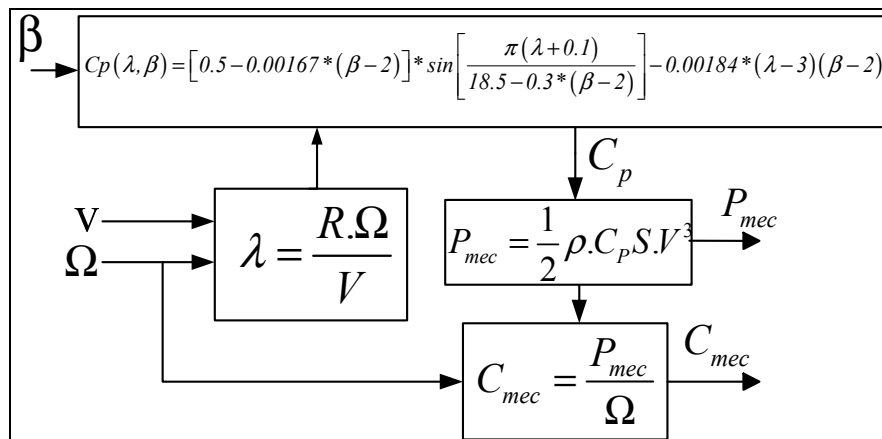 β
Cp(λ,β)=[0.5-0.00167*(β-2)]*sin[π(λ+0.1)/18.5-0.3*(β-2)]-0.00184*(λ-3)(β-2)
C_p
V
Ω
λ=R.Ω/V
P_mec=1/2 ρ.C_P S.V^3
P_mec
C_mec=P_mec/Ω
C_mec